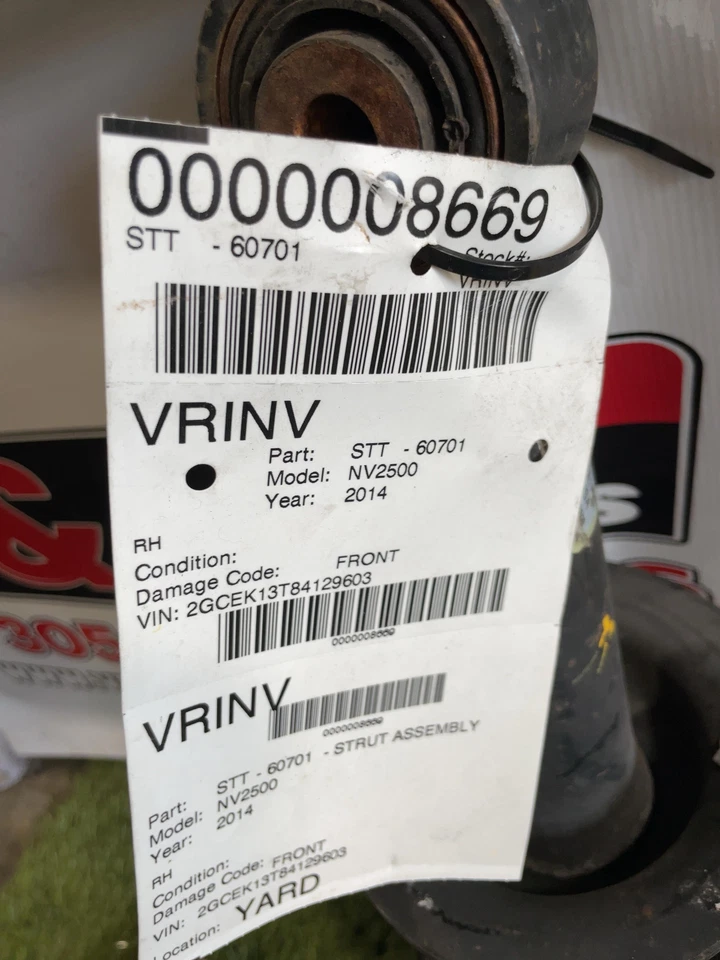 0000008669
STT - 60701
Stock#:
VRINV
VRINV
Part: STT - 60701
Model: NV2500
Year: 2014
RH
Condition:
Damage Code: FRONT
VIN: 2GCEK13T84129603
0000008669
VRINV
0000008669
Part: STT - 60701 - STRUT ASSEMBLY
Model: NV2500
Year: 2014
RH
Condition:
Damage Code: FRONT
VIN: 2GCEK13T84129603
Location: YARD
&
305
s